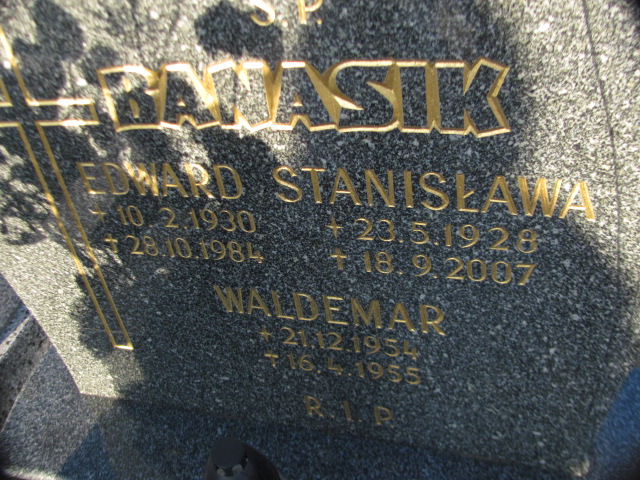 Ś.P.
BANASIK
EDWARD STANISŁAWA
+ 10.2.1930 + 23.5.1928
+ 28.10.1984 + 18.9.2007
WALDEMAR
+ 21.12.1954
+ 16.4.1955
R.I.P.